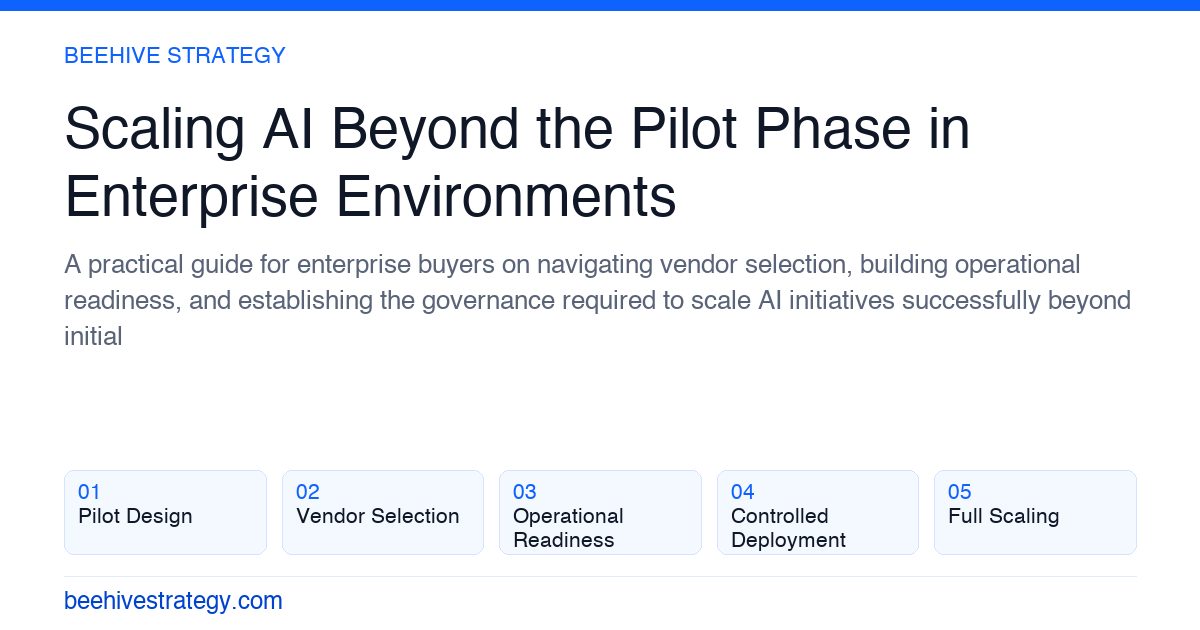 BEEHIVE STRATEGY
Scaling AI Beyond the Pilot Phase in
Enterprise Environments
A practical guide for enterprise buyers on navigating vendor selection, building operational
readiness, and establishing the governance required to scale AI initiatives successfully beyond
initial
01
Pilot Design
02
Vendor Selection
03
Operational
Readiness
04
Controlled
Deployment
05
Full Scaling
beehivestrategy.com